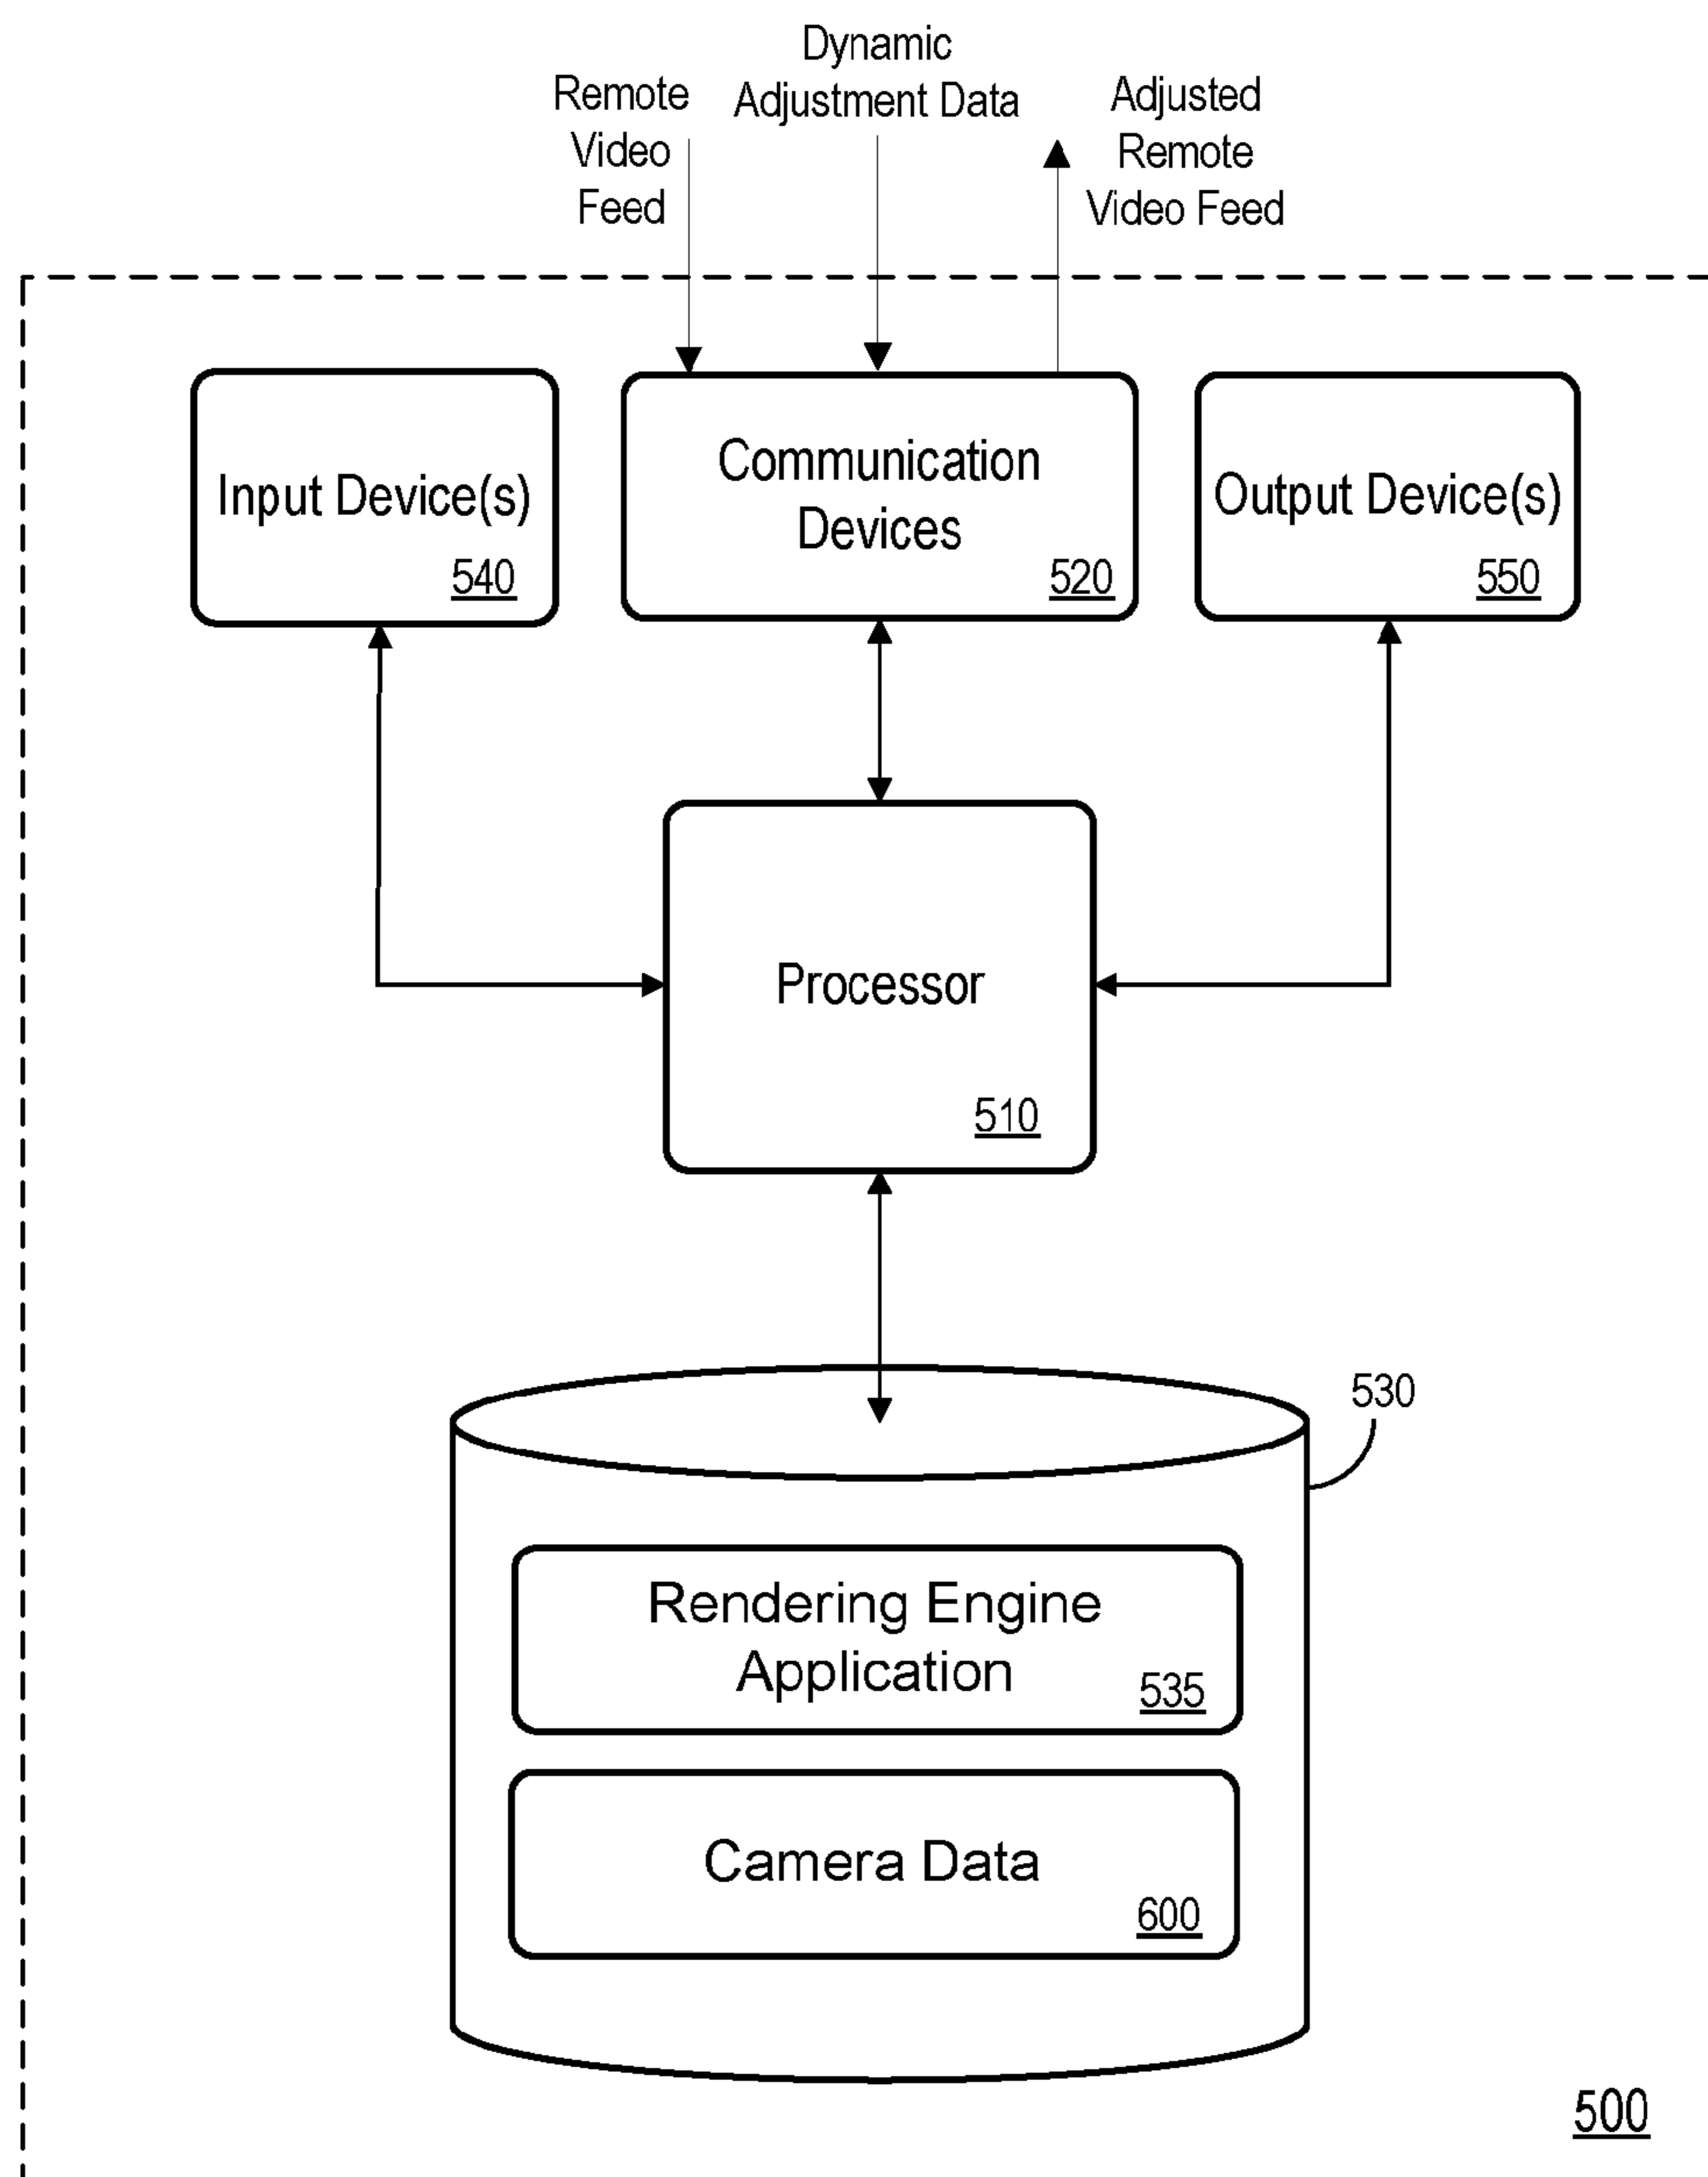 Remote
Video
Feed
Dynamic
Adjustment Data
Adjusted
Remote
Video Feed
Input Device(s)
540
Communication
Devices
520
Output Device(s)
550
Processor
510
530
Rendering Engine
Application
535
Camera Data
600
500